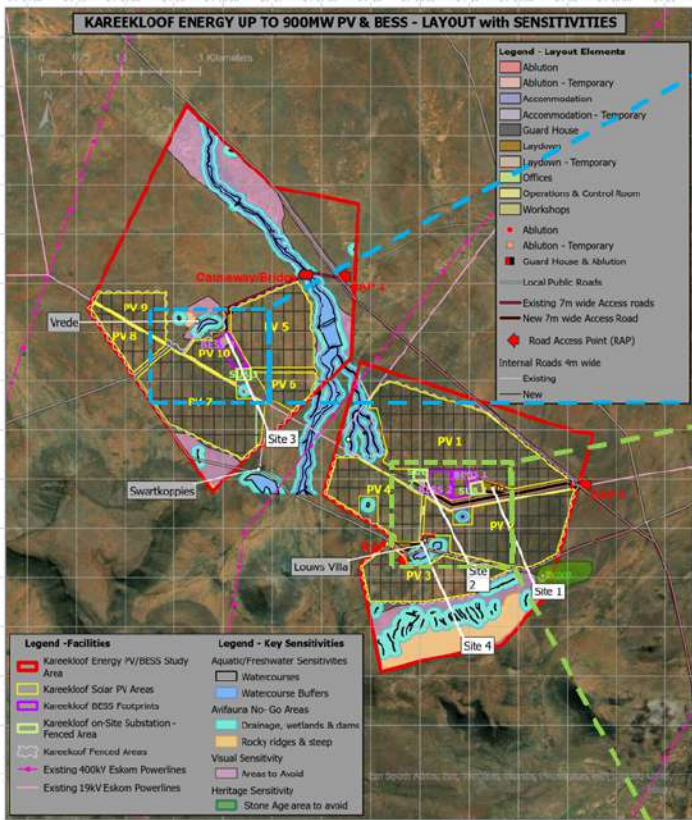 KAREEKLOOF ENERGY UP TO 900MW PV & BESS - LAYOUT with SENSITIVITIES
3 Kilometers
N
Legend - Layout Elements
Ablution
Ablution - Temporary
Accommodation
Accommodation - Temporary
Guard House
Laydown
Laydown - Temporary
Offices
Operations & Control Room
Workshops
Ablution
Ablution - Temporary
Guard House & Ablution
Local Public Roads
Existing 7m wide Access roads
New 7m wide Access Road
Road Access Point (RAP)
Internal Roads 4m wide
Existing
New
Causeway/Bridge
PV 9
PV 8
Vrede
PV 5
PV 10
PV 6
PV 7
Site 3
Swartkoppies
PV 1
PV 4
PV
Louws Villa
PV 3
Site 2
Site 1
Site 4
Legend -Facilities
Kareekloof Energy PV/BESS Study Area
Kareekloof Solar PV Areas
Kareekloof BESS Footprints
Kareekloof on-Site Substation - Fenced Area
Kareekloof Fenced Areas
Existing 400kV Eskom Powerlines
Existing 19kV Eskom Powerlines
Legend - Key Sensitivities
Aquatic/Freshwater Sensitivites
Watercourses
Watercourse Buffers
Avifaura No- Go Areas
Drainage, wetlands & dams
Rocky ridges & steep
Visual Sensitivity
Areas to Avoid
Heritage Sensitivity
Stone Age area to avoid